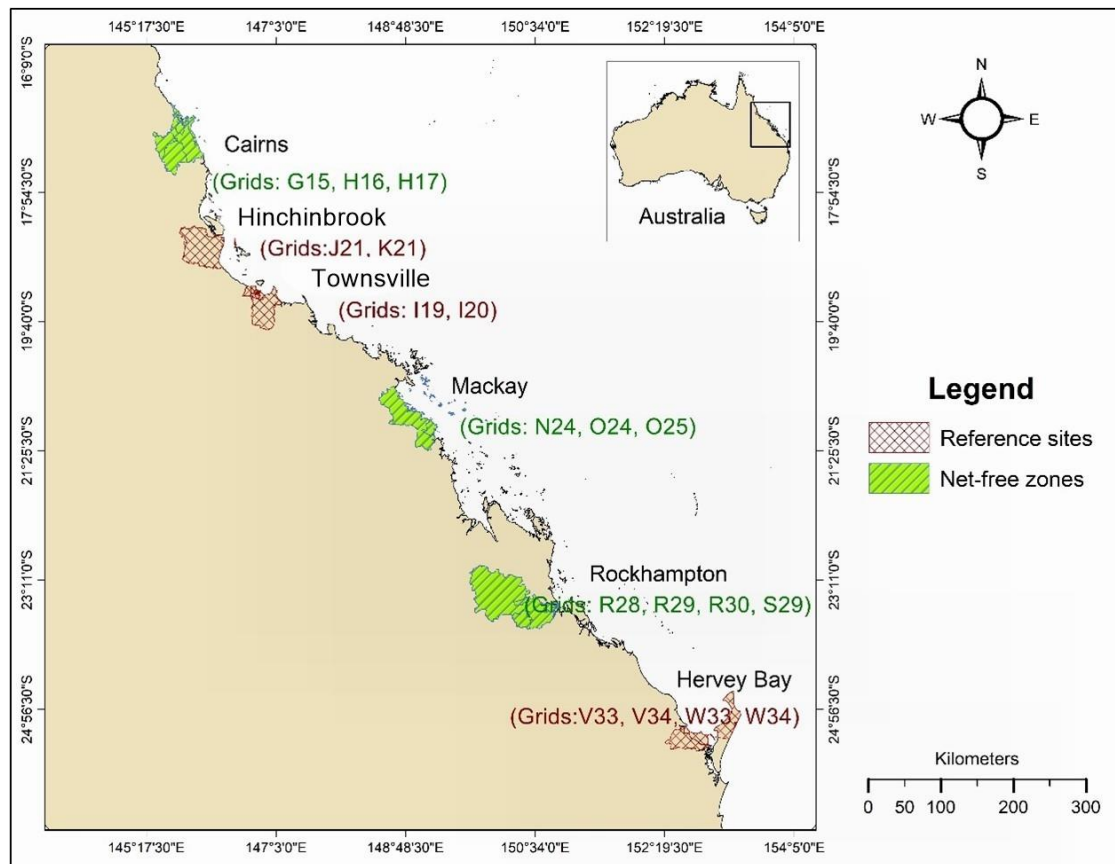 145°17'30"E 147°3'0"E 148°48'30"E 150°34'0"E 152°19'30"E 154°5'0"E
16°9'0"S
17°54'30"S
19°40'0"S
21°25'30"S
23°11'0"S
24°56'30"S
Cairns
(Grids: G15, H16, H17)
Hinchinbrook
(Grids:J21, K21)
Townsville
(Grids: I19, I20)
Mackay
(Grids: N24, O24, O25)
Rockhampton
(Grids: R28, R29, R30, S29)
Hervey Bay
(Grids:V33, V34, W33, W34)
Australia
17°54'30"S
19°40'0"S
21°25'30"S
23°11'0"S
24°56'30"S
145°17'30"E 147°3'0"E 148°48'30"E 150°34'0"E 152°19'30"E 154°5'0"E
N
W E
S
Legend
Reference sites
Net-free zones
Kilometers
0 50 100 200 300